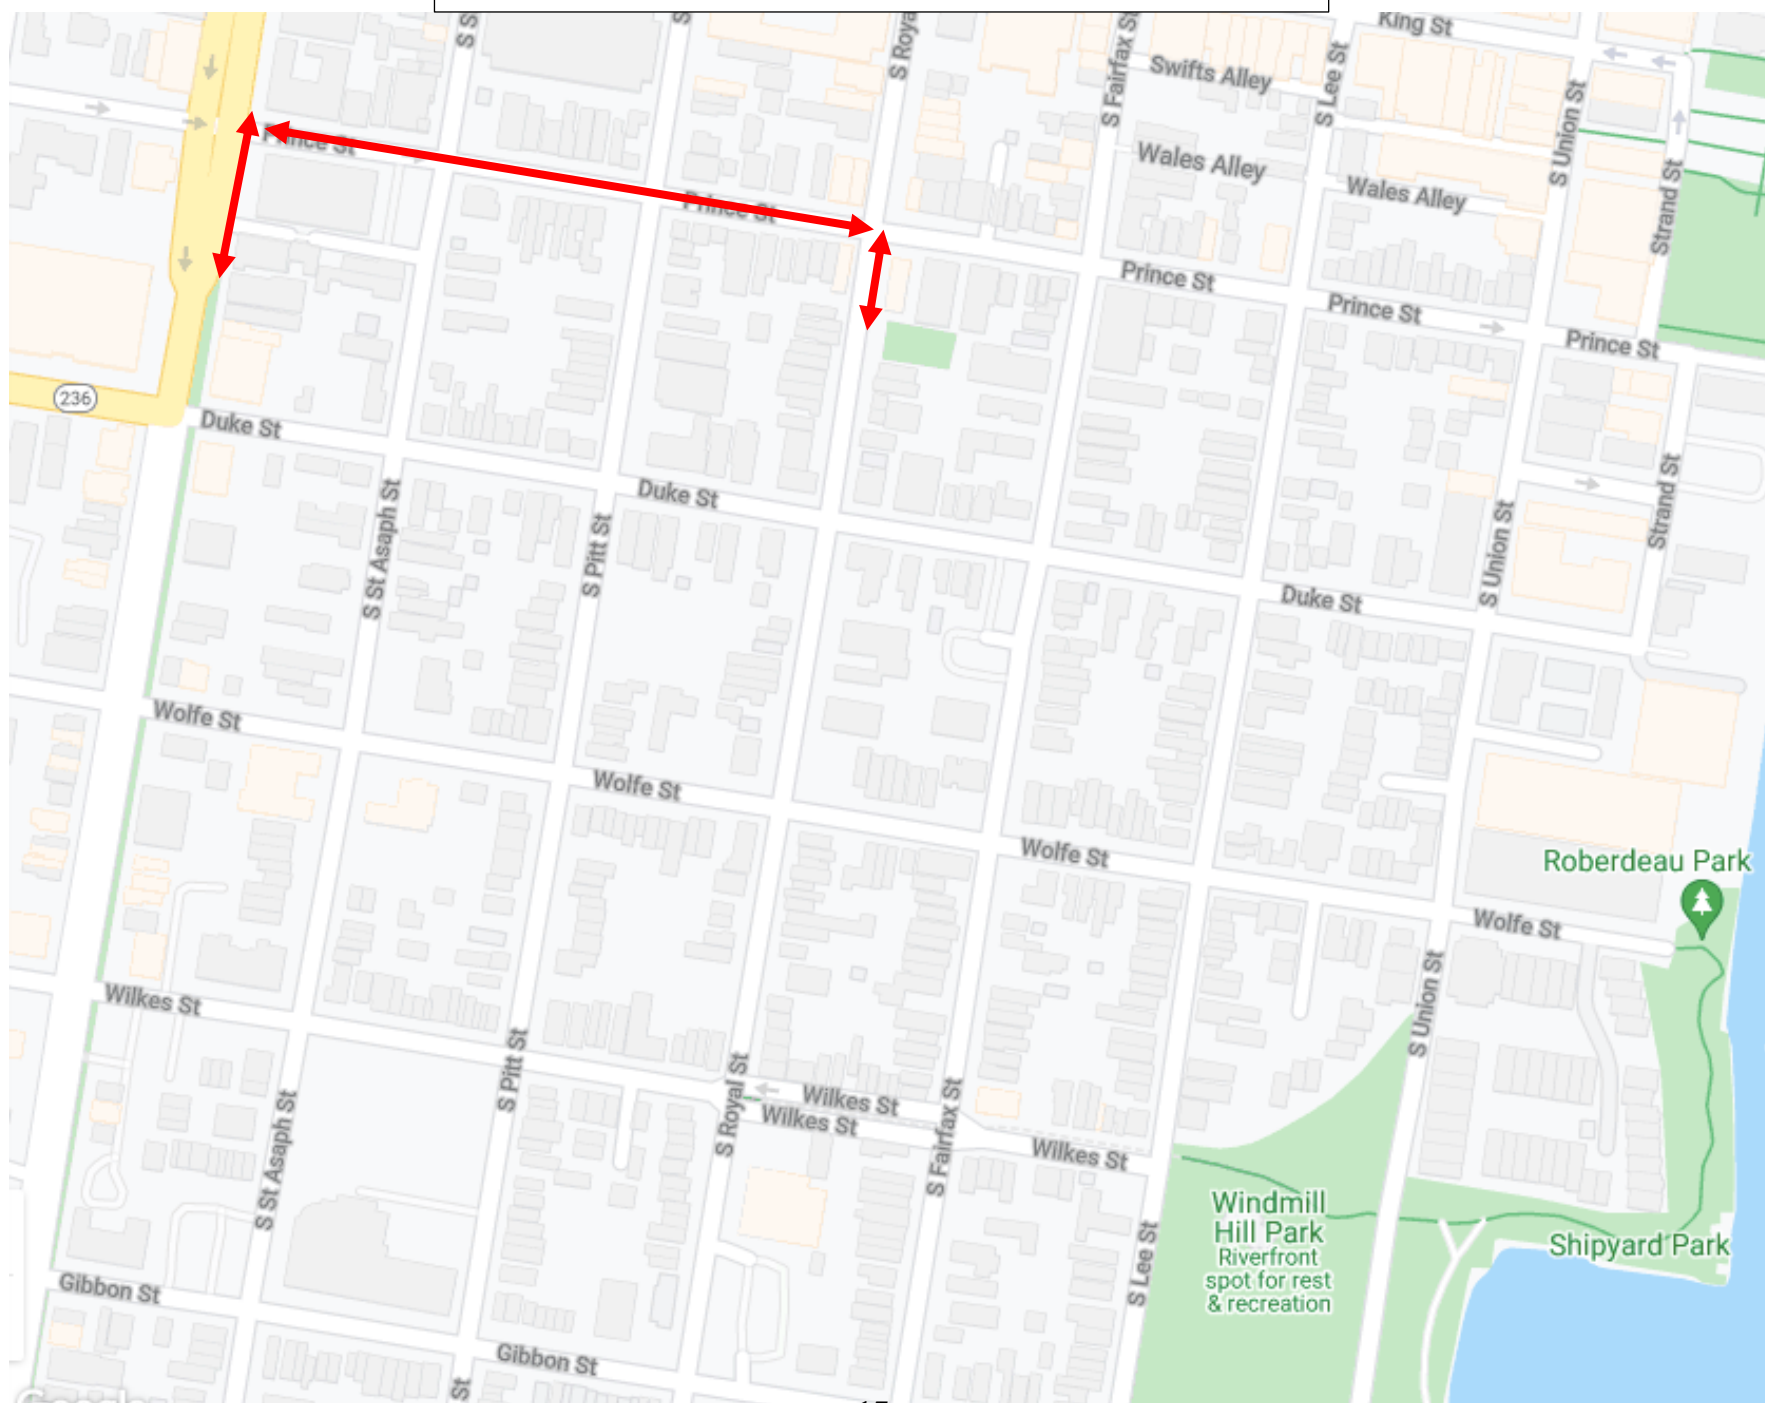 King St
S Fairfax St
S Lee St
Swifts Alley
S Union St
Prince St
Wales Alley
Wales Alley
Strand St
Prince St
Prince St
Prince St
Prince St
236
Duke St
Duke St
S St Asaph St
S Pitt St
S Union St
Strand St
Duke St
Wolfe St
Wolfe St
Wolfe St
Roberdeau Park
Wolfe St
Wilkes St
S Union St
S Pitt St
S Royal St
Wilkes St
Wilkes St
S Fairfax St
Wilkes St
S St Asaph St
Windmill
Hill Park
Riverfront
spot for rest
& recreation
S Lee St
Shipyard Park
Gibbon St
Gibbon St
St